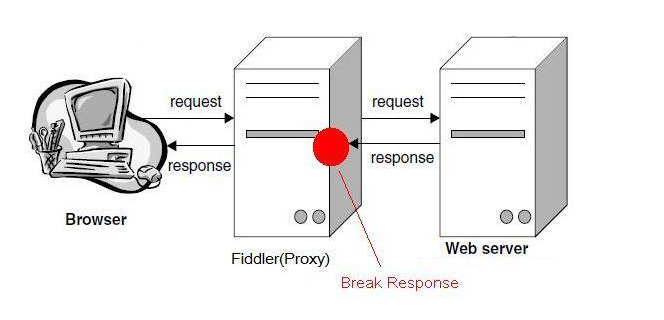 request
request
response
response
Browser
Fiddler(Proxy)
Web server
Break Response